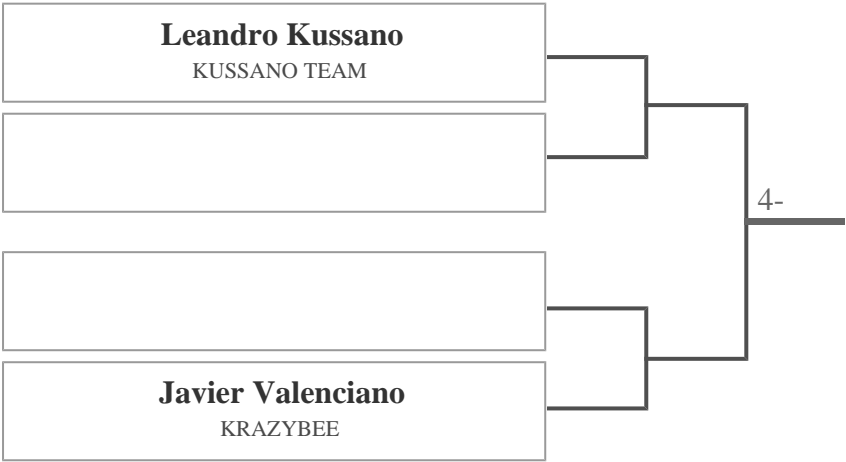 Leandro Kussano
KUSSANO TEAM
4-
Javier Valenciano
KRAZYBEE